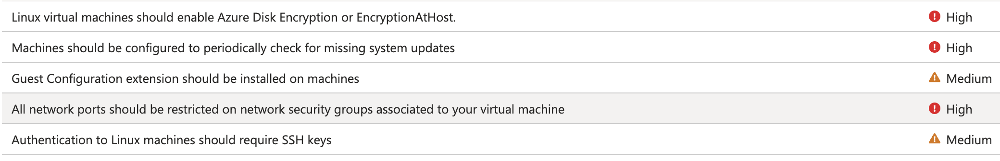 Linux virtual machines should enable Azure Disk Encryption or EncryptionAtHost. High
Machines should be configured to periodically check for missing system updates High
Guest Configuration extension should be installed on machines Medium
All network ports should be restricted on network security groups associated to your virtual machine High
Authentication to Linux machines should require SSH keys Medium